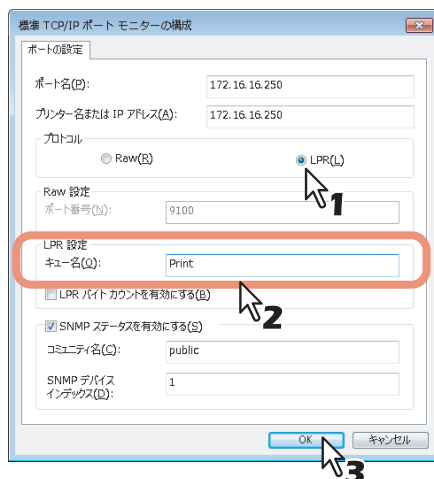 標準 TCP/IP ポート モニターの構成
ポートの設定
ポート名(P): 172.16.16.250
プリンター名または IP アドレス(A): 172.16.16.250
プロトコル
Raw(R) LPR(L)
1
Raw 設定
ポート番号(N): 9100
LPR 設定
キュー名(Q): Print
LPR バイト カウントを有効にする(B)
2
SNMP ステータスを有効にする(S)
コミュニティ名(C): public
SNMP デバイス
インデックス(D): 1
OK キャンセル
3